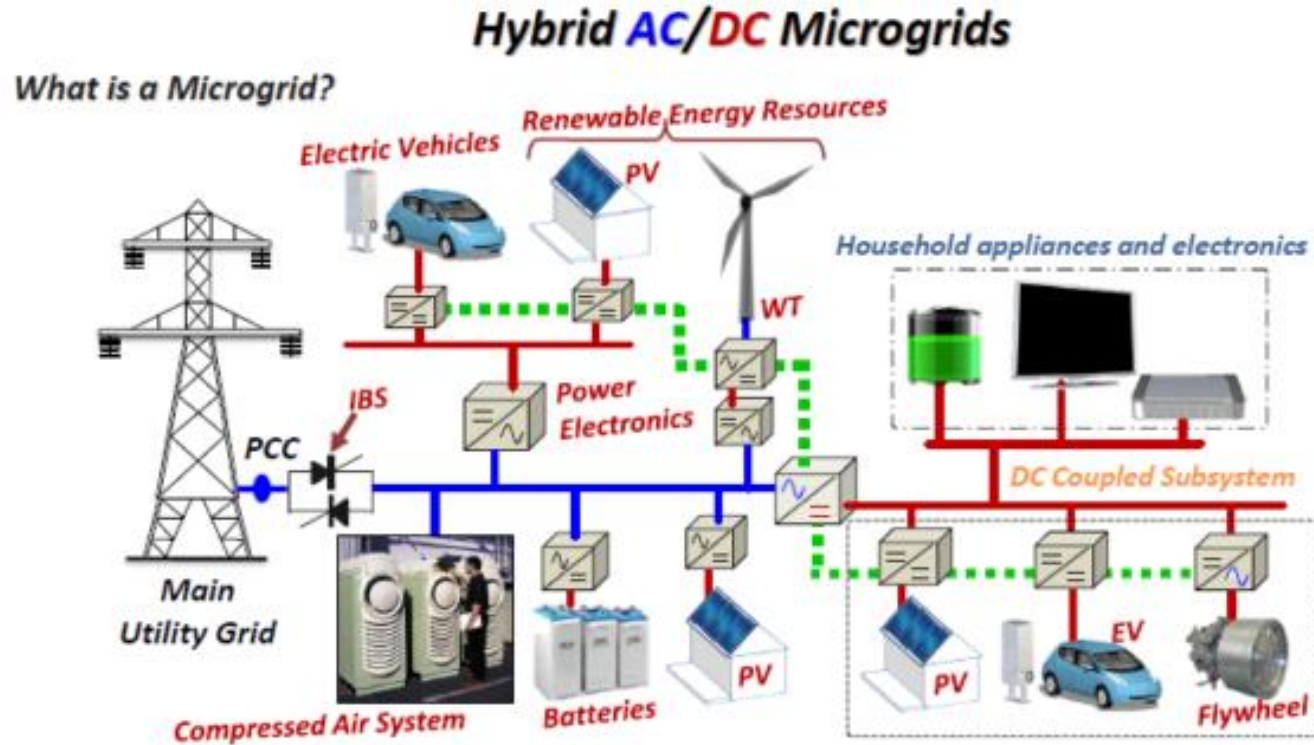 Hybrid AC/DC Microgrids
What is a Microgrid?
Renewable Energy Resources
Electric Vehicles
PV
Household appliances and electronics
WT
IBS
Power
Electronics
PCC
DC Coupled Subsystem
Main
Utility Grid
EV
PV
PV
Compressed Air System
Batteries
Flywheel